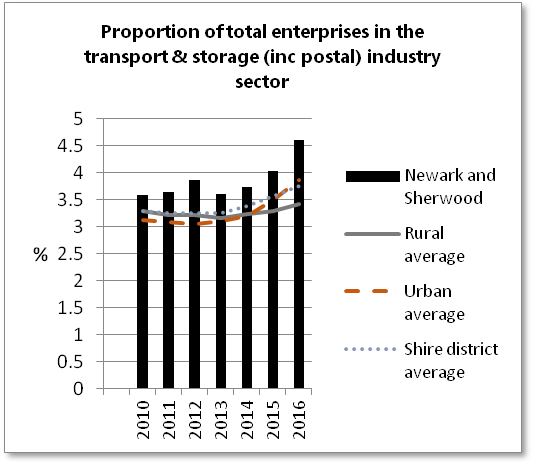 Proportion of total enterprises in the
transport & storage (inc postal) industry
sector
5
4.5
4
3.5
3
2.5
2
1.5
1
0.5
0
%
2010
2011
2012
2013
2014
2015
2016
Newark and
Sherwood
Rural
average
Urban
average
Shire district
average